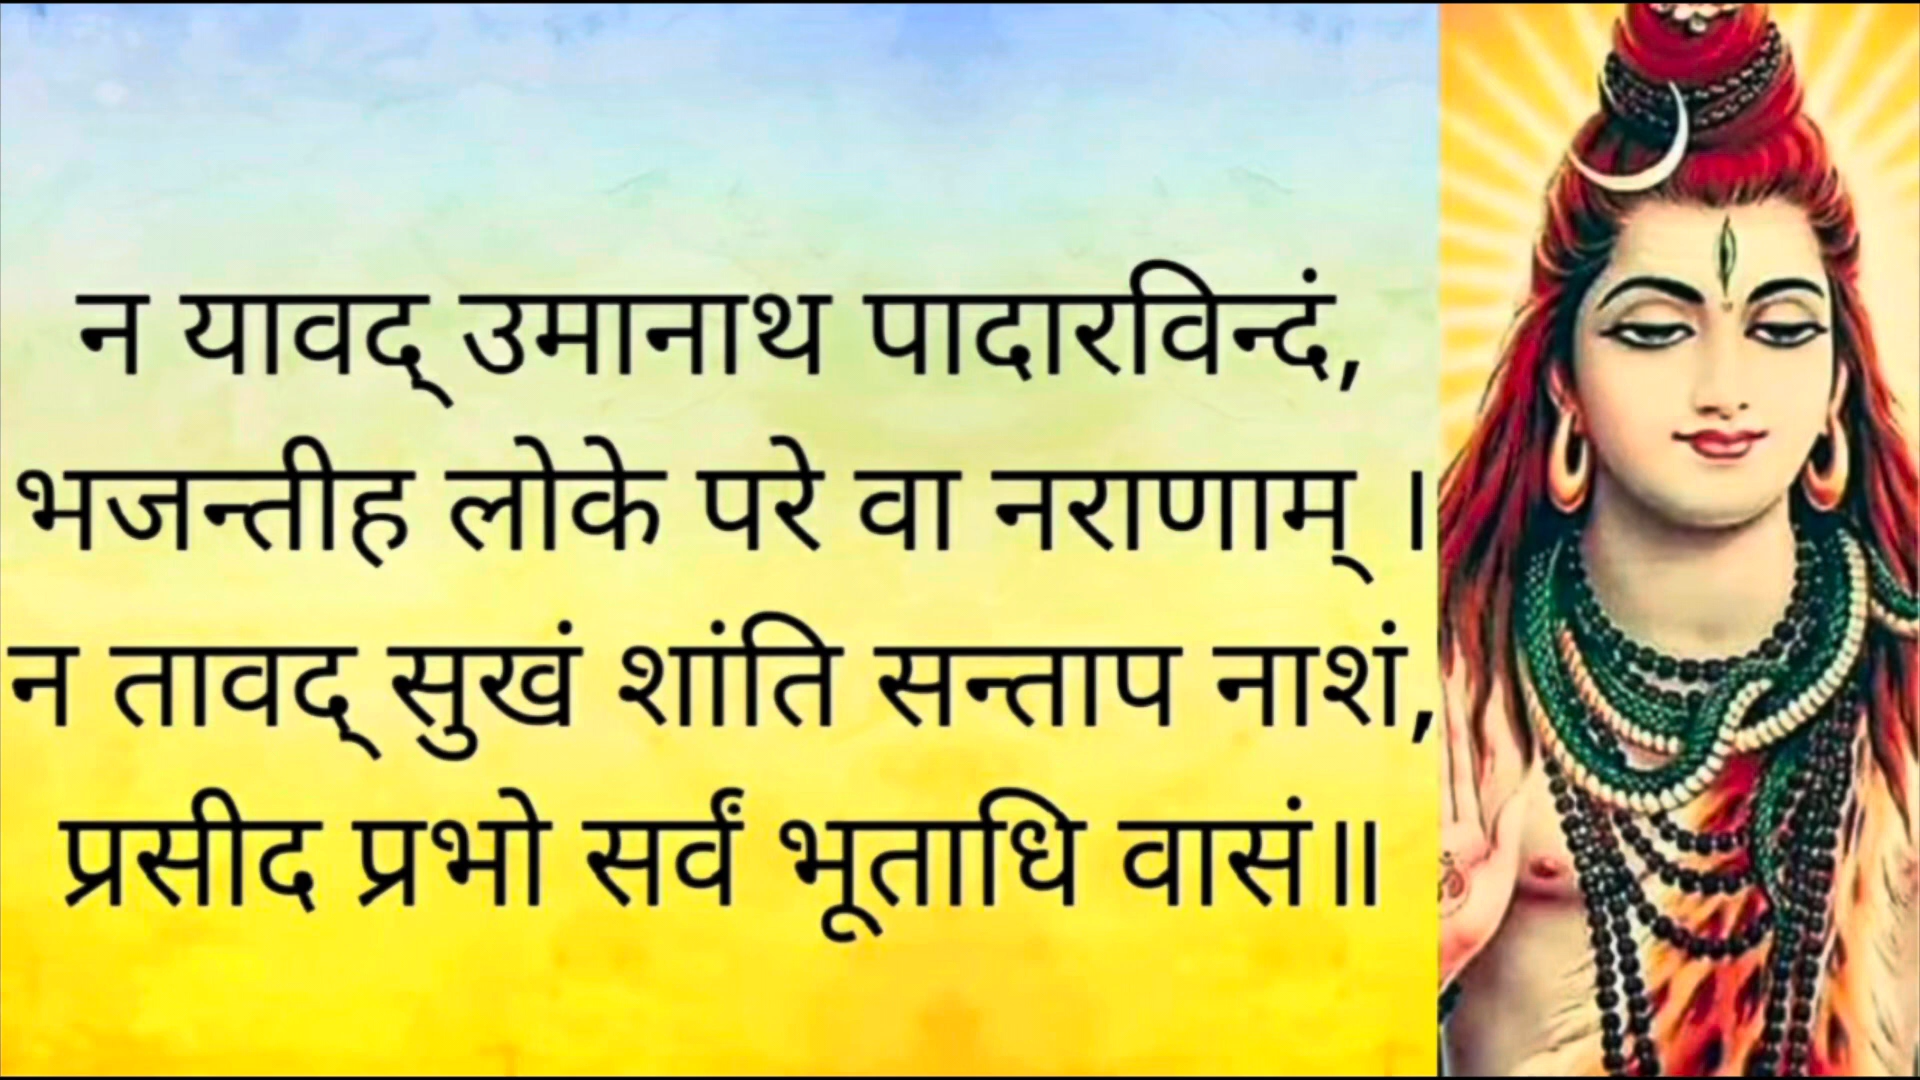 न यावद् उमानाथ पादारविन्दं,
भजन्तीह लोके परे वा नराणाम् ।
न तावद् सुखं शांति सन्ताप नाशं,
प्रसीद प्रभो सर्वं भूताधि वासं॥